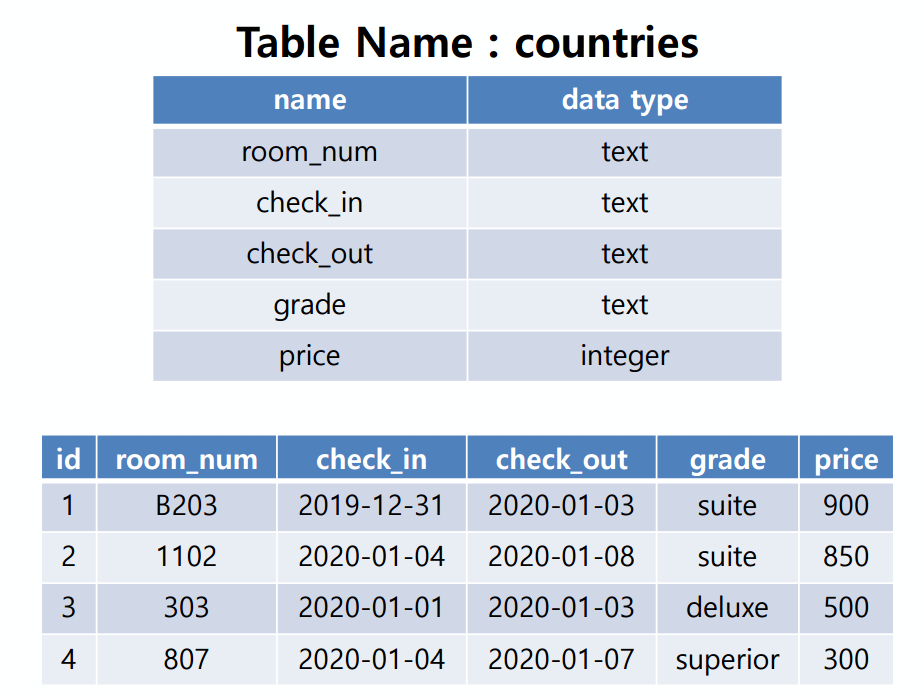 Table Name : countries
name data type
room_num text
check_in text
check_out text
grade text
price integer
id room_num check_in check_out grade price
1 B203 2019-12-31 2020-01-03 suite 900
2 1102 2020-01-04 2020-01-08 suite 850
3 303 2020-01-01 2020-01-03 deluxe 500
4 807 2020-01-04 2020-01-07 superior 300